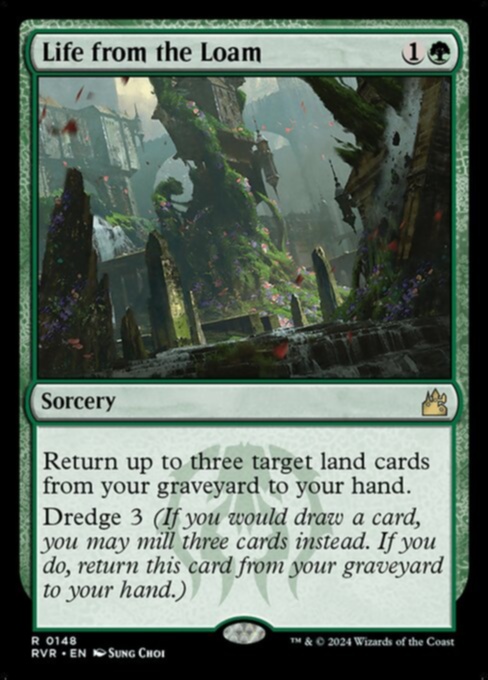 Life from the Loam 1
Sorcery
Return up to three target land cards
from your graveyard to your hand.
Dredge 3 (If you would draw a card,
you may mill three cards instead. If you
do, return this card from your graveyard
to your hand.)
R 0148
RVR • EN Sung Choi
™ & © 2024 Wizards of the Coast